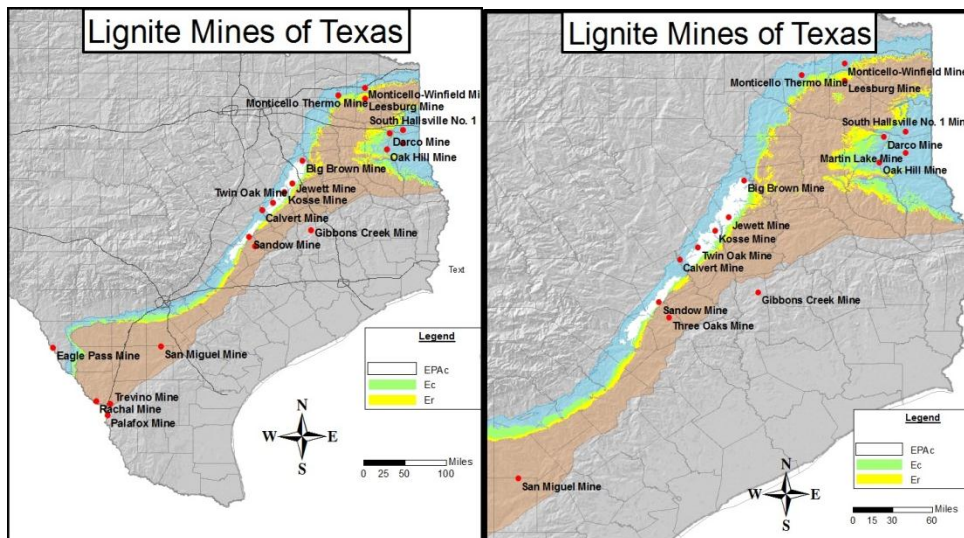 Lignite Mines of Texas
Monticello-Winfield Mi
Monticello Thermo Mine
Leesburg Mine
South Hallsville No. 1
Darco Mine
Oak Hill Mine
Big Brown Mine
Twin Oak Mine
Jewett Mine
Kosse Mine
Calvert Mine
Gibbons Creek Mine
Sandow Mine
Text
Legend
EPAc
Ec
Er
Eagle Pass Mine
San Miguel Mine
Trevino Mine
Rachal Mine
Palafox Mine
N
W E
S
Miles
0 25 50 100
Lignite Mines of Texas
Monticello-Winfield Mine
Monticello Thermo Mine
Leesburg Mine
South Hallsville No. 1 Min
Darco Mine
Martin Lake Mine
Oak Hill Mine
Big Brown Mine
Jewett Mine
Kosse Mine
Twin Oak Mine
Calvert Mine
Gibbons Creek Mine
Sandow Mine
Three Oaks Mine
Legend
EPAc
Ec
Er
San Miguel Mine
N
W E
S
Miles
0 15 30 60